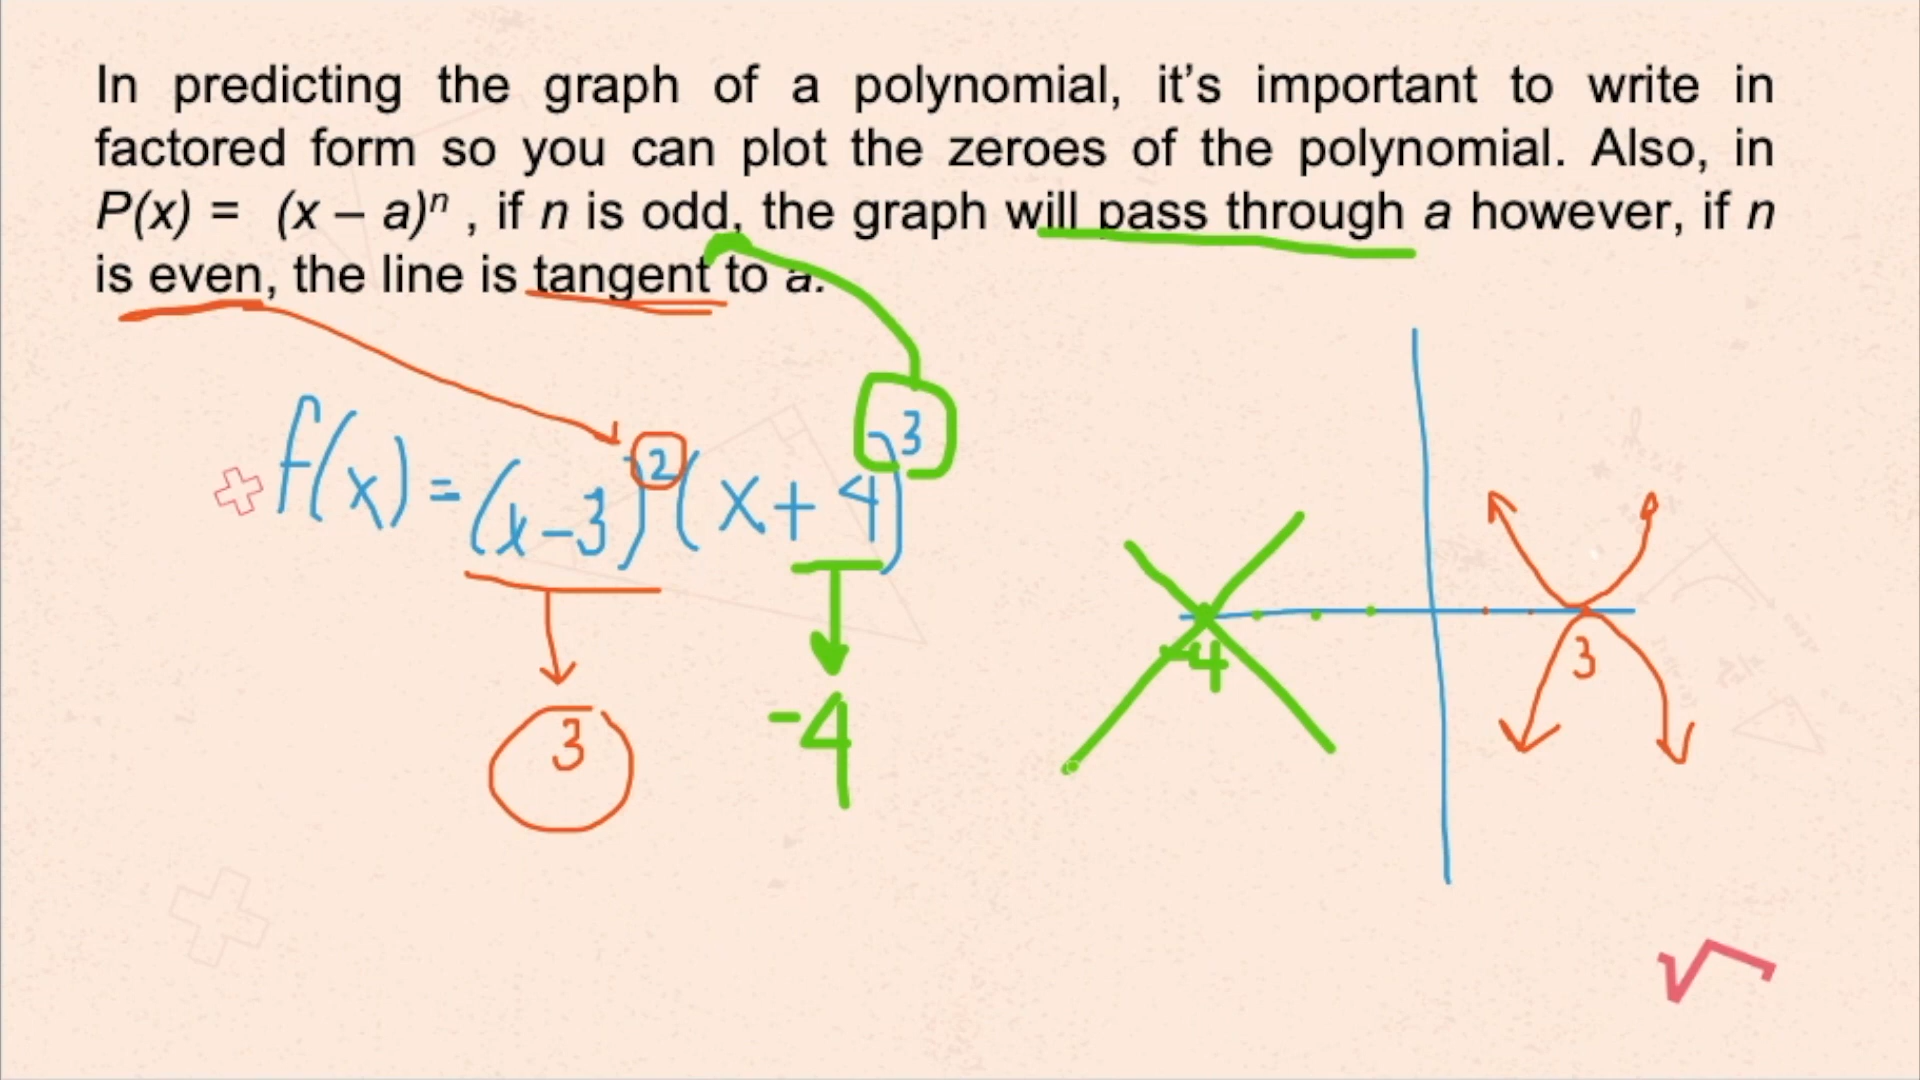 In predicting the graph of a polynomial, it's important to write in
factored form so you can plot the zeroes of the polynomial. Also, in
P(x) = (x – a)ⁿ , if n is odd, the graph will pass through a however, if n
is even, the line is tangent to a.
f(x) = (x-3)²(x+4)³
-4
3
3
-4